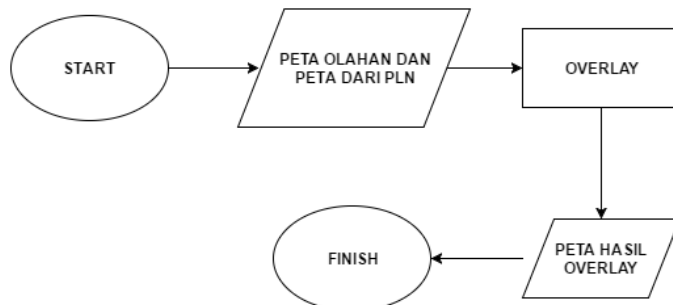 START
PETA OLAHAN DAN
PETA DARI PLN
OVERLAY
PETA HASIL
OVERLAY
FINISH